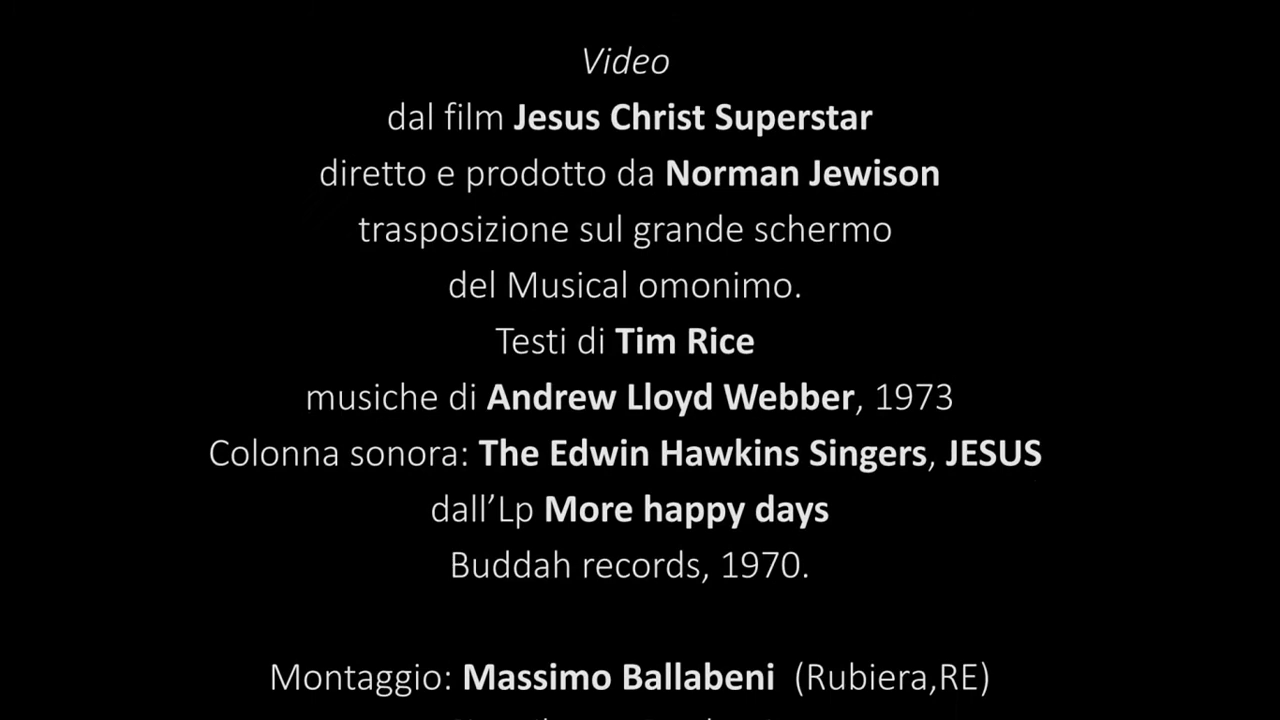 Video
dal film Jesus Christ Superstar
diretto e prodotto da Norman Jewison
trasposizione sul grande schermo
del Musical omonimo.
Testi di Tim Rice
musiche di Andrew Lloyd Webber, 1973
Colonna sonora: The Edwin Hawkins Singers, JESUS
dall’Lp More happy days
Buddah records, 1970.
Montaggio: Massimo Ballabeni (Rubiera,RE)